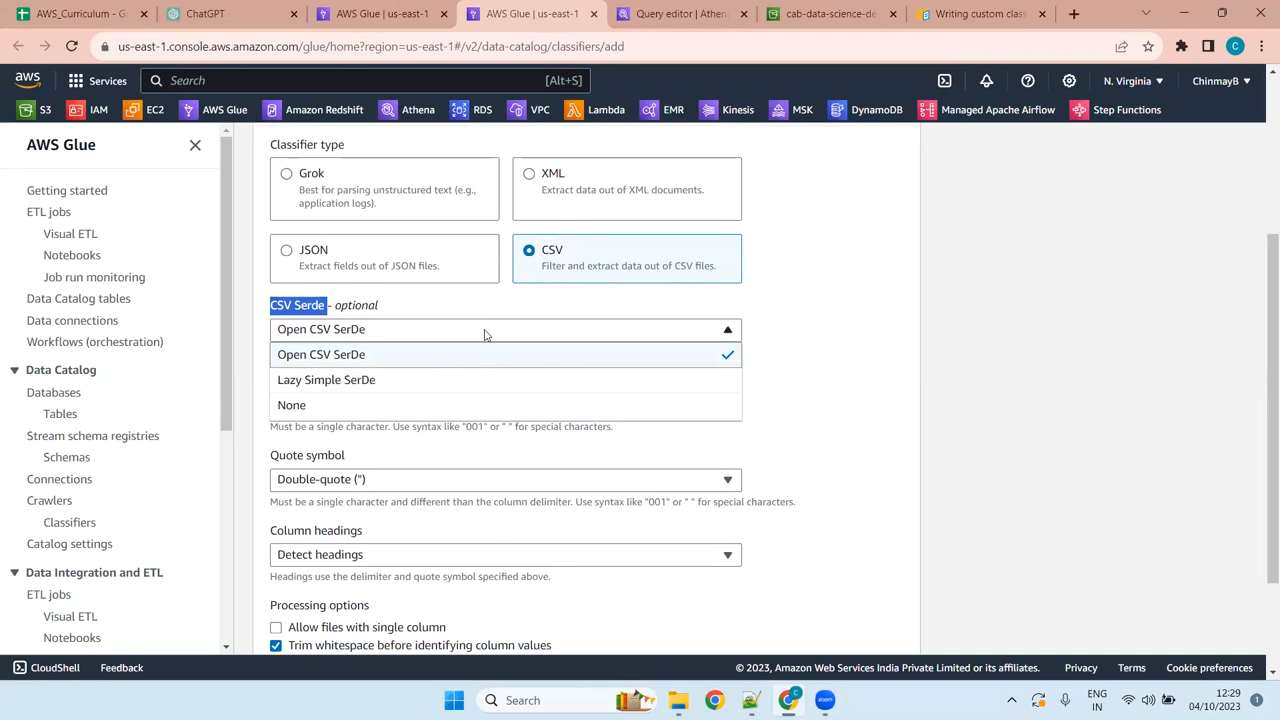 AWS_Curriculum - G
ChatGPT
AWS Glue | us-east-1
AWS Glue | us-east-1
Query editor | Athen
cab-data-science-de
Writing custom class
us-east-1.console.aws.amazon.com/glue/home?region=us-east-1#/v2/data-catalog/classifiers/add
C
aws
Services
Search
[Alt+S]
N. Virginia
ChinmayB
S3
IAM
EC2
AWS Glue
Amazon Redshift
Athena
RDS
VPC
Lambda
EMR
Kinesis
MSK
DynamoDB
Managed Apache Airflow
Step Functions
AWS Glue
Getting started
ETL jobs
Visual ETL
Notebooks
Job run monitoring
Data Catalog tables
Data connections
Workflows (orchestration)
Data Catalog
Databases
Tables
Stream schema registries
Schemas
Connections
Crawlers
Classifiers
Catalog settings
Data Integration and ETL
ETL jobs
Visual ETL
Notebooks
Classifier type
Grok
Best for parsing unstructured text (e.g.,
application logs).
XML
Extract data out of XML documents.
JSON
Extract fields out of JSON files.
CSV
Filter and extract data out of CSV files.
CSV Serde - optional
Open CSV SerDe
Open CSV SerDe
Lazy Simple SerDe
None
Must be a single character. Use syntax like "001" or " " for special characters.
Quote symbol
Double-quote (")
Must be a single character and different than the column delimiter. Use syntax like "001" or " " for special characters.
Column headings
Detect headings
Headings use the delimiter and quote symbol specified above.
Processing options
Allow files with single column
Trim whitespace before identifying column values
CloudShell
Feedback
© 2023, Amazon Web Services India Private Limited or its affiliates.
Privacy
Terms
Cookie preferences
Search
C
zoom
ENG
IN
12:29
04/10/2023
1